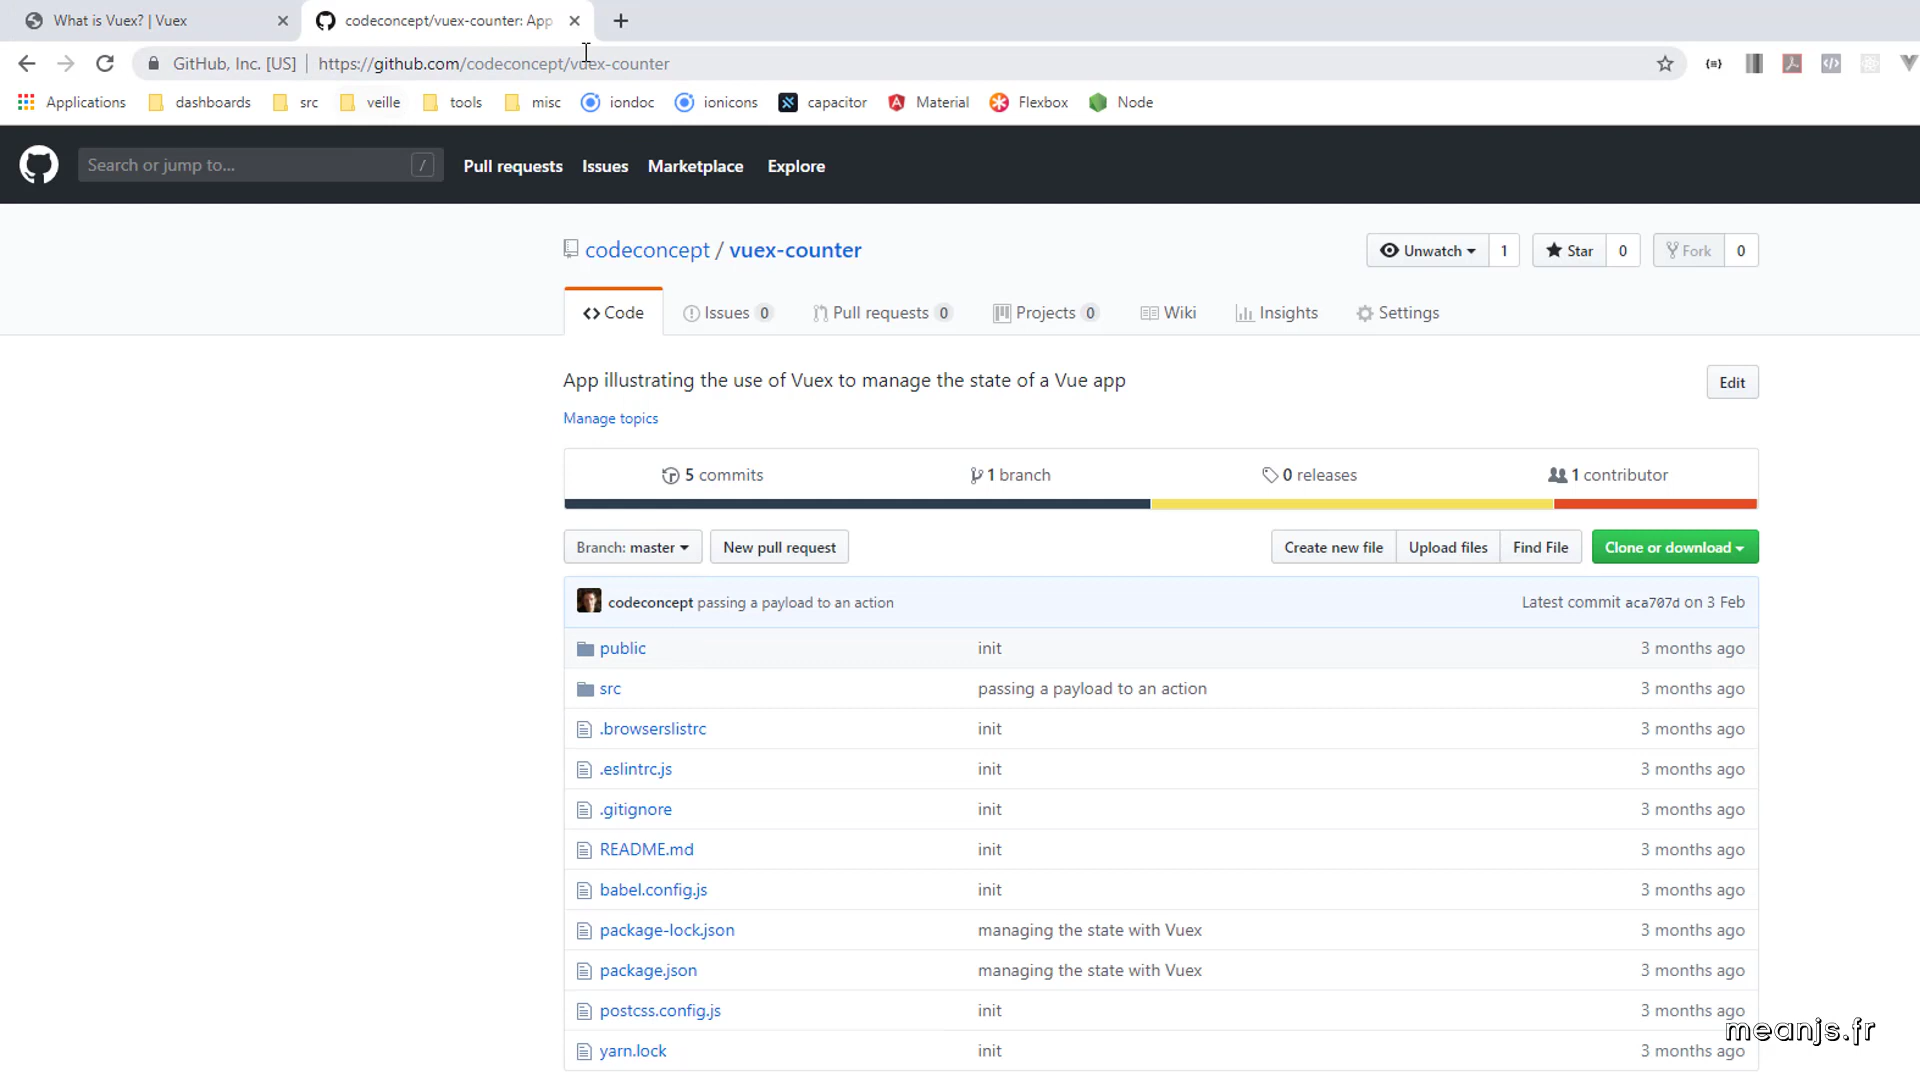 What is Vuex? | Vuex
codeconcept/vuex-counter: App
GitHub, Inc. [US] | https://github.com/codeconcept/vuex-counter
Applications dashboards src veille tools misc iondoc ionicons capacitor Material Flexbox Node
Search or jump to... /
Pull requests Issues Marketplace Explore
codeconcept / vuex-counter
Unwatch 1 Star 0 Fork 0
Code Issues 0 Pull requests 0 Projects 0 Wiki Insights Settings
App illustrating the use of Vuex to manage the state of a Vue app
Edit
Manage topics
5 commits 1 branch 0 releases 1 contributor
Branch: master New pull request Create new file Upload files Find File Clone or download
codeconcept passing a payload to an action Latest commit aca707d on 3 Feb
public init 3 months ago
src passing a payload to an action 3 months ago
.browserslistrc init 3 months ago
.eslintrc.js init 3 months ago
.gitignore init 3 months ago
README.md init 3 months ago
babel.config.js init 3 months ago
package-lock.json managing the state with Vuex 3 months ago
package.json managing the state with Vuex 3 months ago
postcss.config.js init 3 months ago
meanjs.fr
yarn.lock init 3 months ago